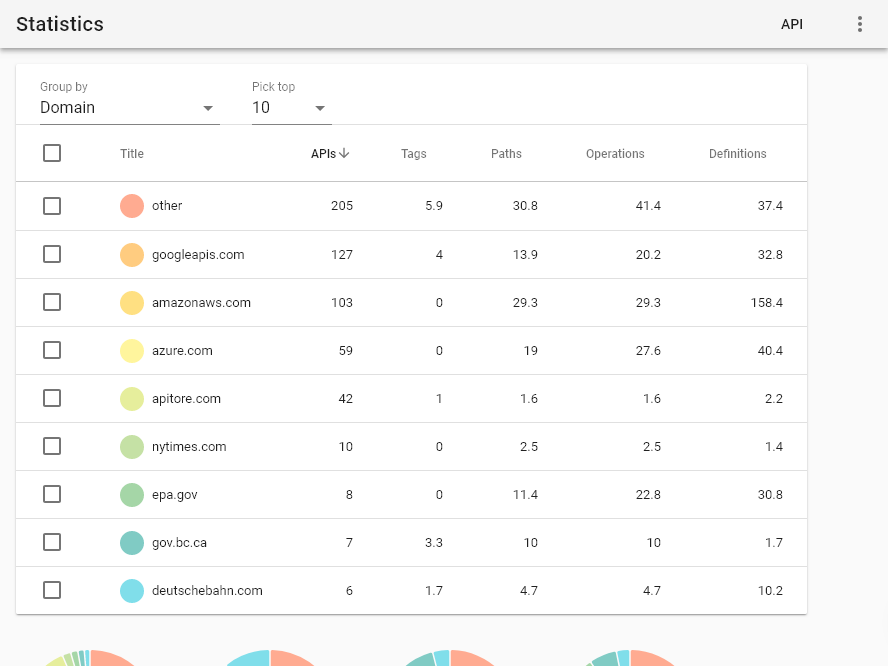 Statistics API
Group by Pick top
Domain 10
Title APIs Tags Paths Operations Definitions
other 205 5.9 30.8 41.4 37.4
googleapis.com 127 4 13.9 20.2 32.8
amazonaws.com 103 0 29.3 29.3 158.4
azure.com 59 0 19 27.6 40.4
apitore.com 42 1 1.6 1.6 2.2
nytimes.com 10 0 2.5 2.5 1.4
epa.gov 8 0 11.4 22.8 30.8
gov.bc.ca 7 3.3 10 10 1.7
deutschebahn.com 6 1.7 4.7 4.7 10.2